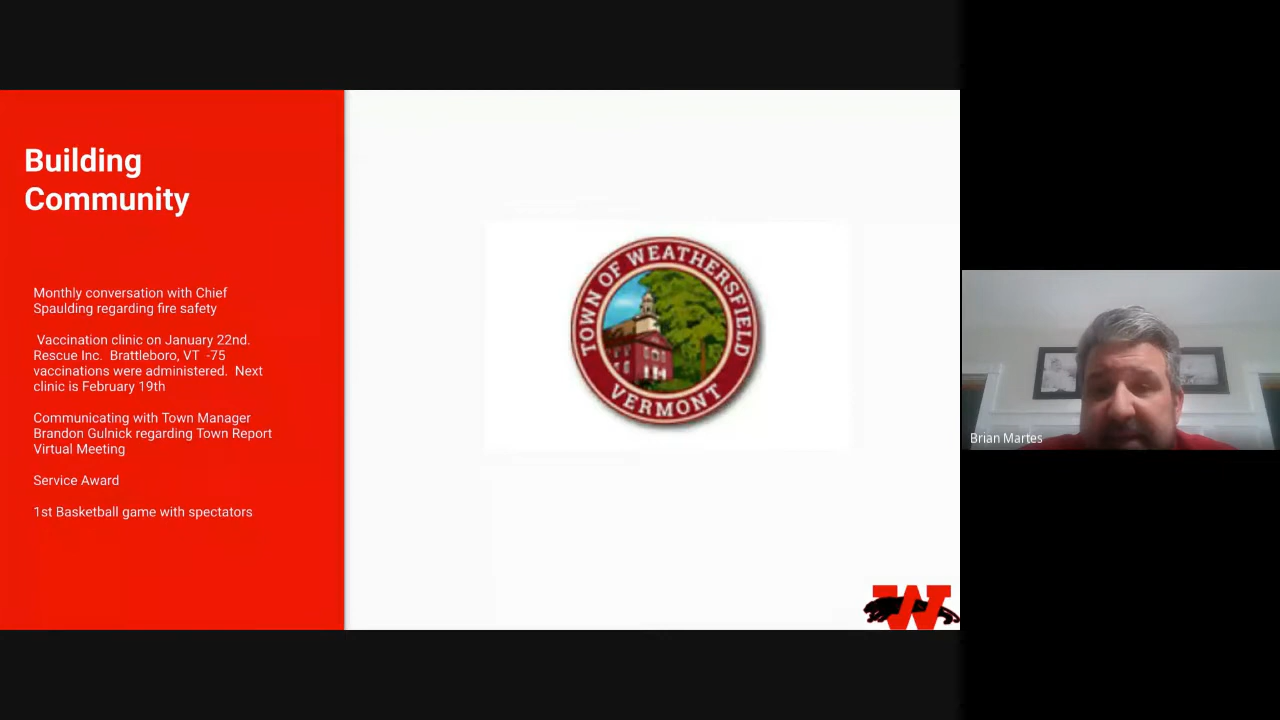 Building
Community
Monthly conversation with Chief
Spaulding regarding fire safety
Vaccination clinic on January 22nd.
Rescue Inc. Brattleboro, VT -75
vaccinations were administered. Next
clinic is February 19th
Communicating with Town Manager
Brandon Gulnick regarding Town Report
Virtual Meeting
Service Award
1st Basketball game with spectators
TOWN OF WEATHERSFIELD
VERMONT
W
Brian Martes